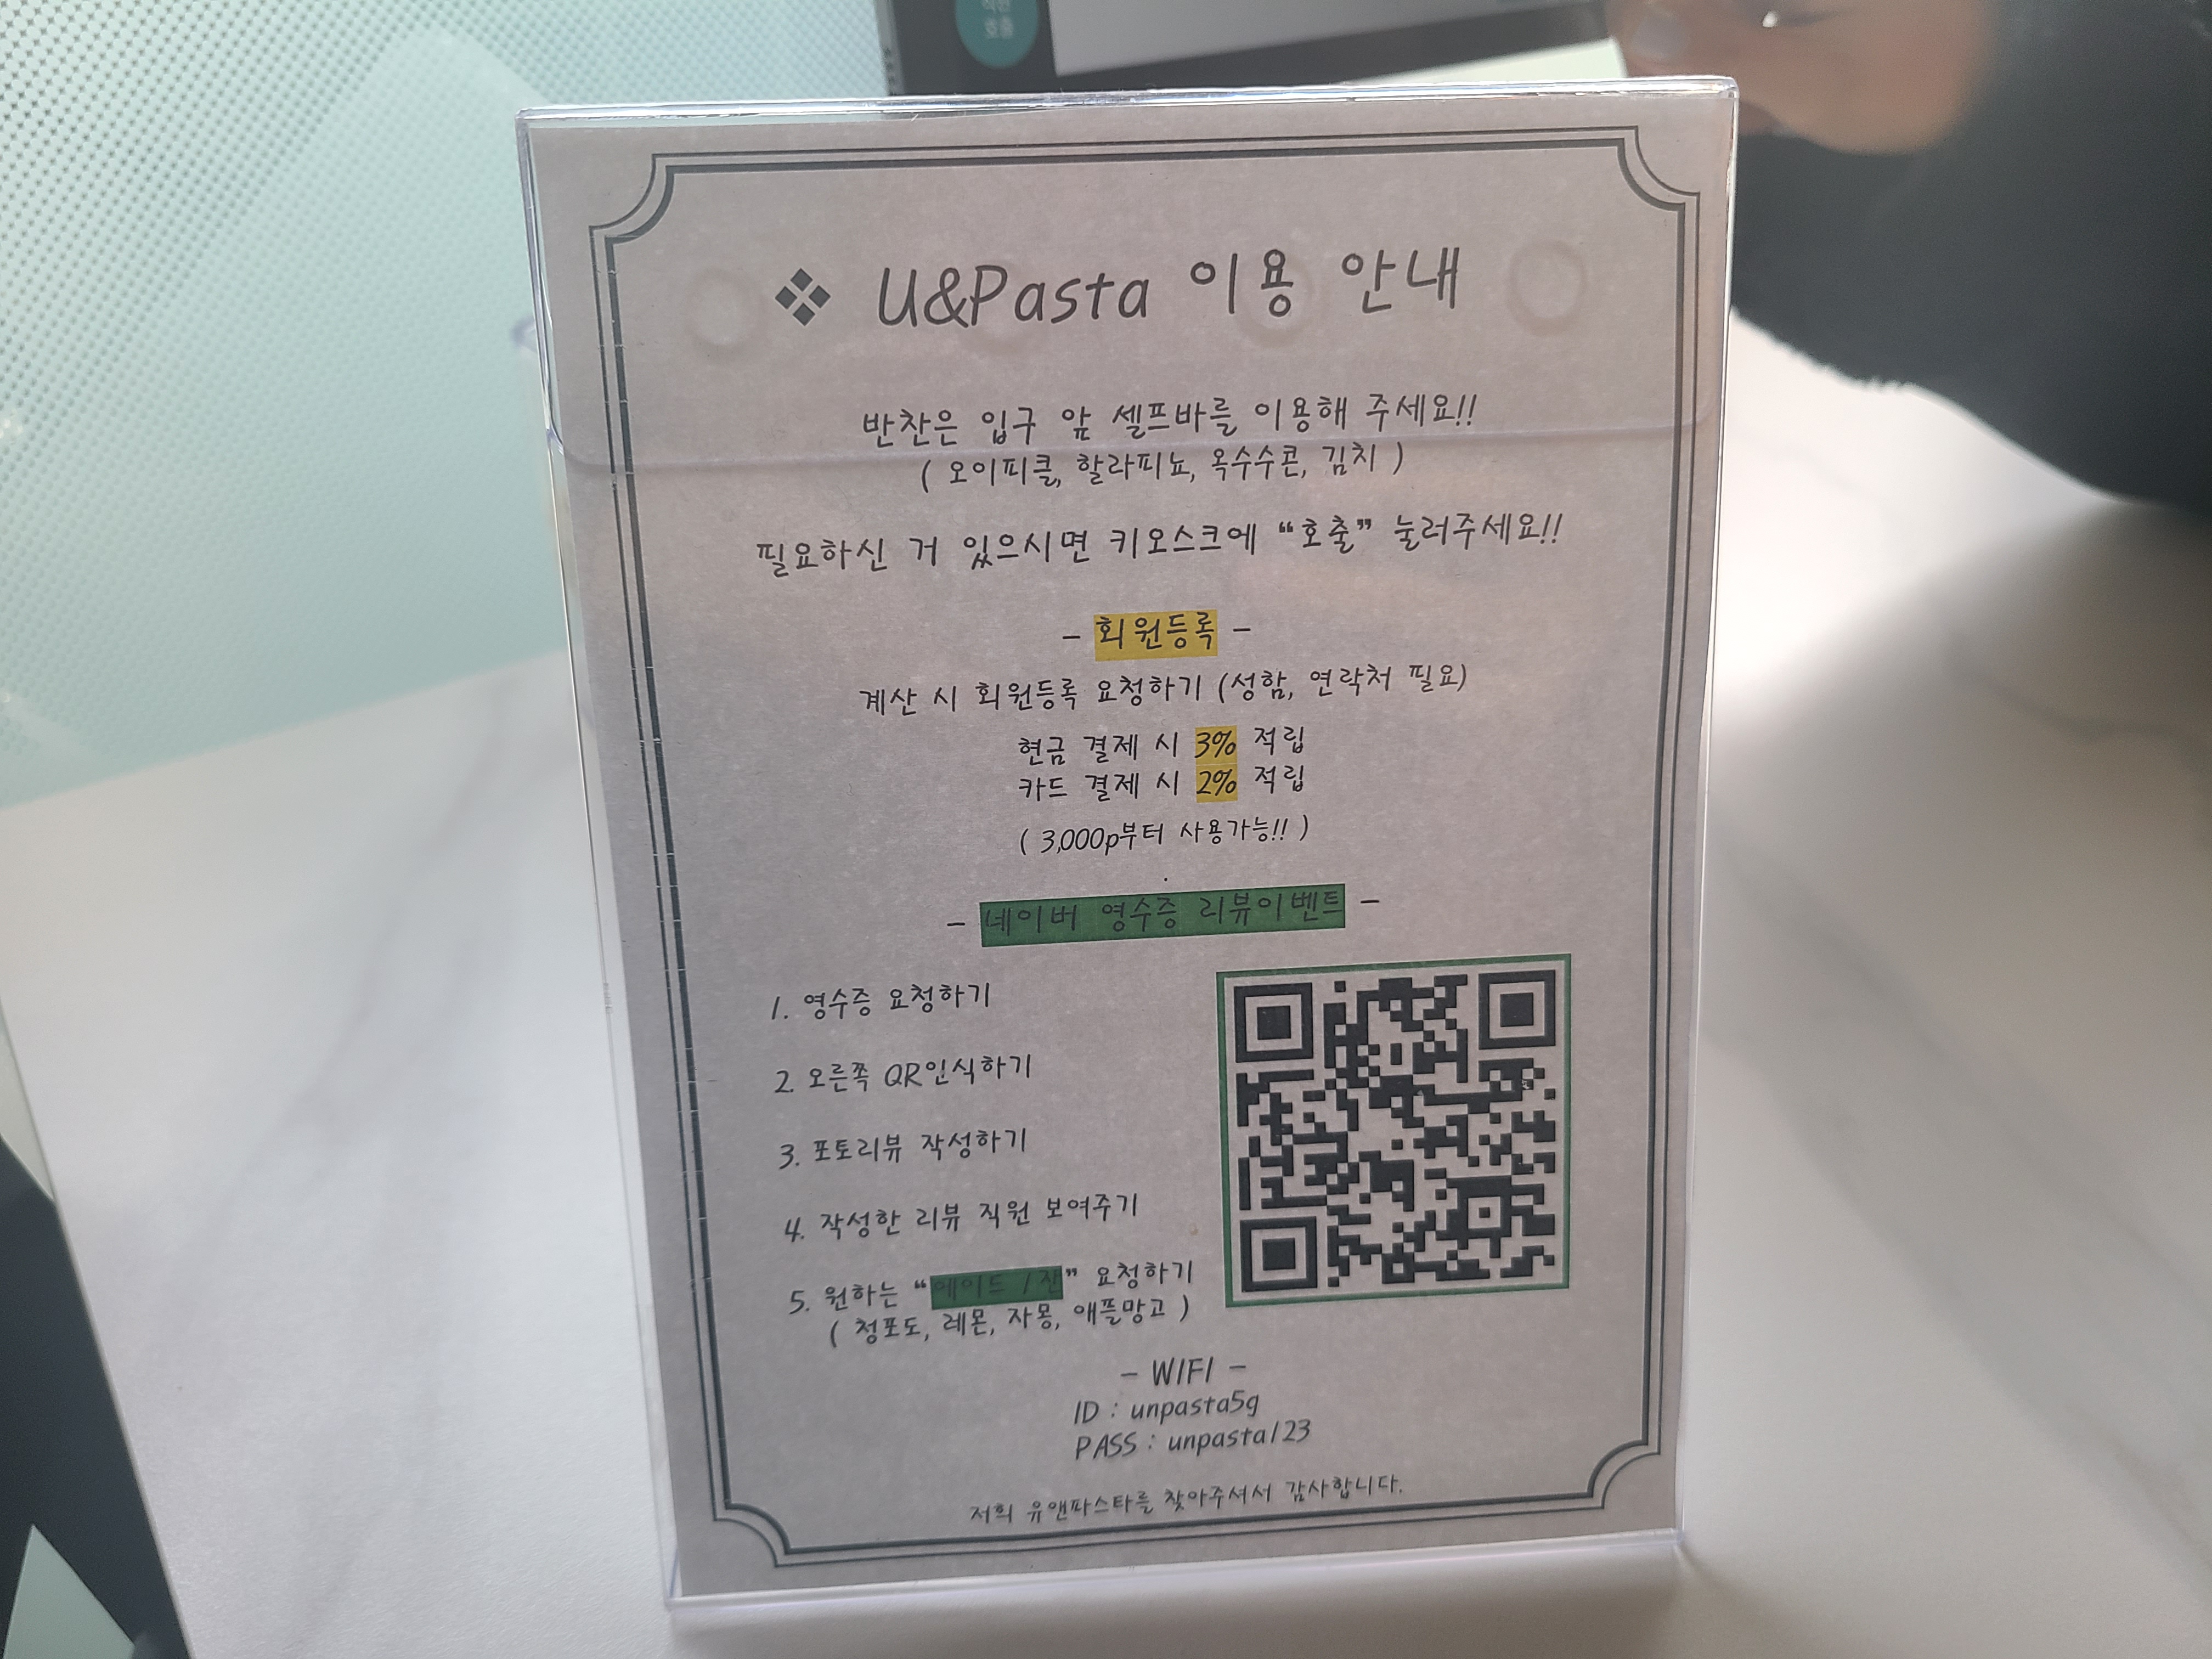 호출
❖ U&Pasta 이용 안내
반찬은 입구 앞 셀프바를 이용해 주세요!!
( 오이피클, 할라피뇨, 옥수수콘, 김치 )
필요하신 거 있으시면 키오스크에 “호출” 눌러주세요!!
- 회원등록 -
계산 시 회원등록 요청하기 (성함, 연락처 필요)
현금 결제 시 3% 적립
카드 결제 시 2% 적립
( 3,000p부터 사용가능!! )
- 네이버 영수증 리뷰이벤트 -
1. 영수증 요청하기
2. 오른쪽 QR인식하기
3. 포토리뷰 작성하기
4. 작성한 리뷰 직원 보여주기
5. 원하는 “에이드 1잔” 요청하기
( 청포도, 레몬, 자몽, 애플망고 )
- WIFI -
ID : unpasta5g
PASS : unpasta123
저희 유앤파스타를 찾아주셔서 감사합니다.